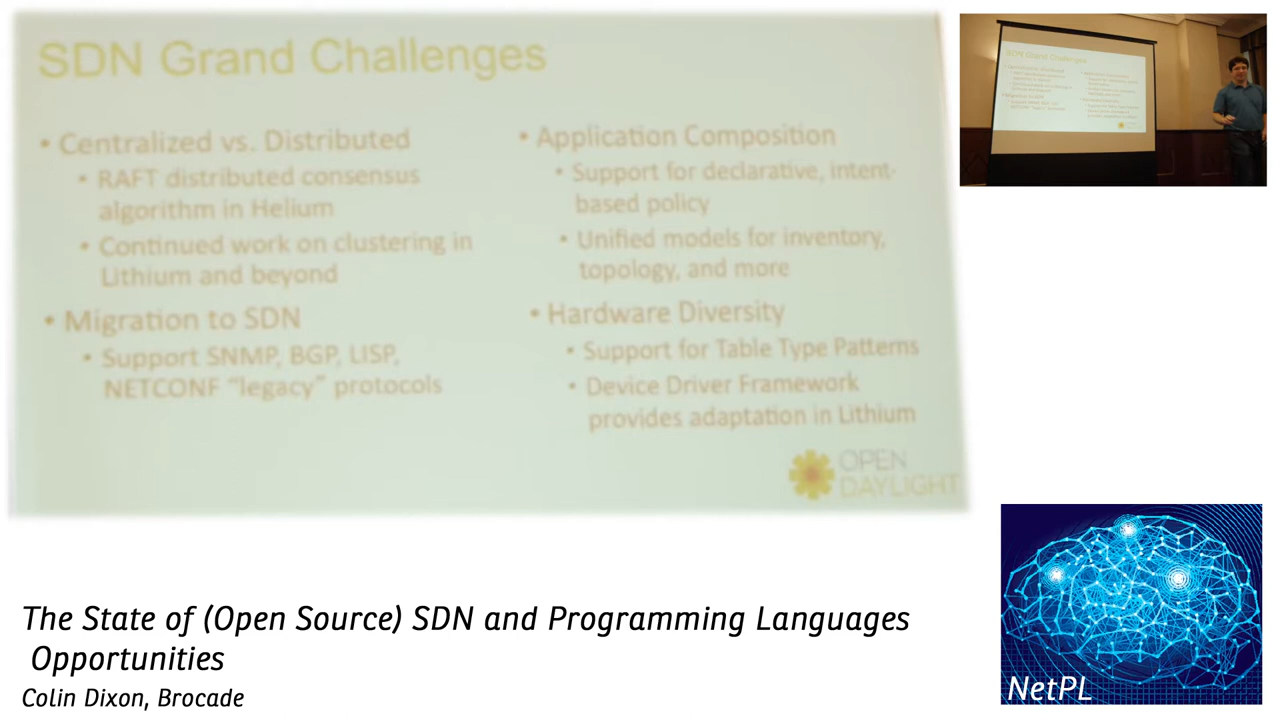 SDN Grand Challenges
• Centralized vs. Distributed
• RAFT distributed consensus
algorithm in Helium
• Continued work on clustering in
Lithium and beyond
• Migration to SDN
• Support SNMP, BGP, LISP,
NETCONF “legacy” protocols
• Application Composition
• Support for declarative, intent-
based policy
• Unified models for inventory,
topology, and more
• Hardware Diversity
• Support for Table Type Patterns
• Device Driver Framework
provides adaptation in Lithium
OPEN
DAYLIGHT
SDN Grand Challenges
The State of (Open Source) SDN and Programming Languages
Opportunities
Colin Dixon, Brocade
NetPL